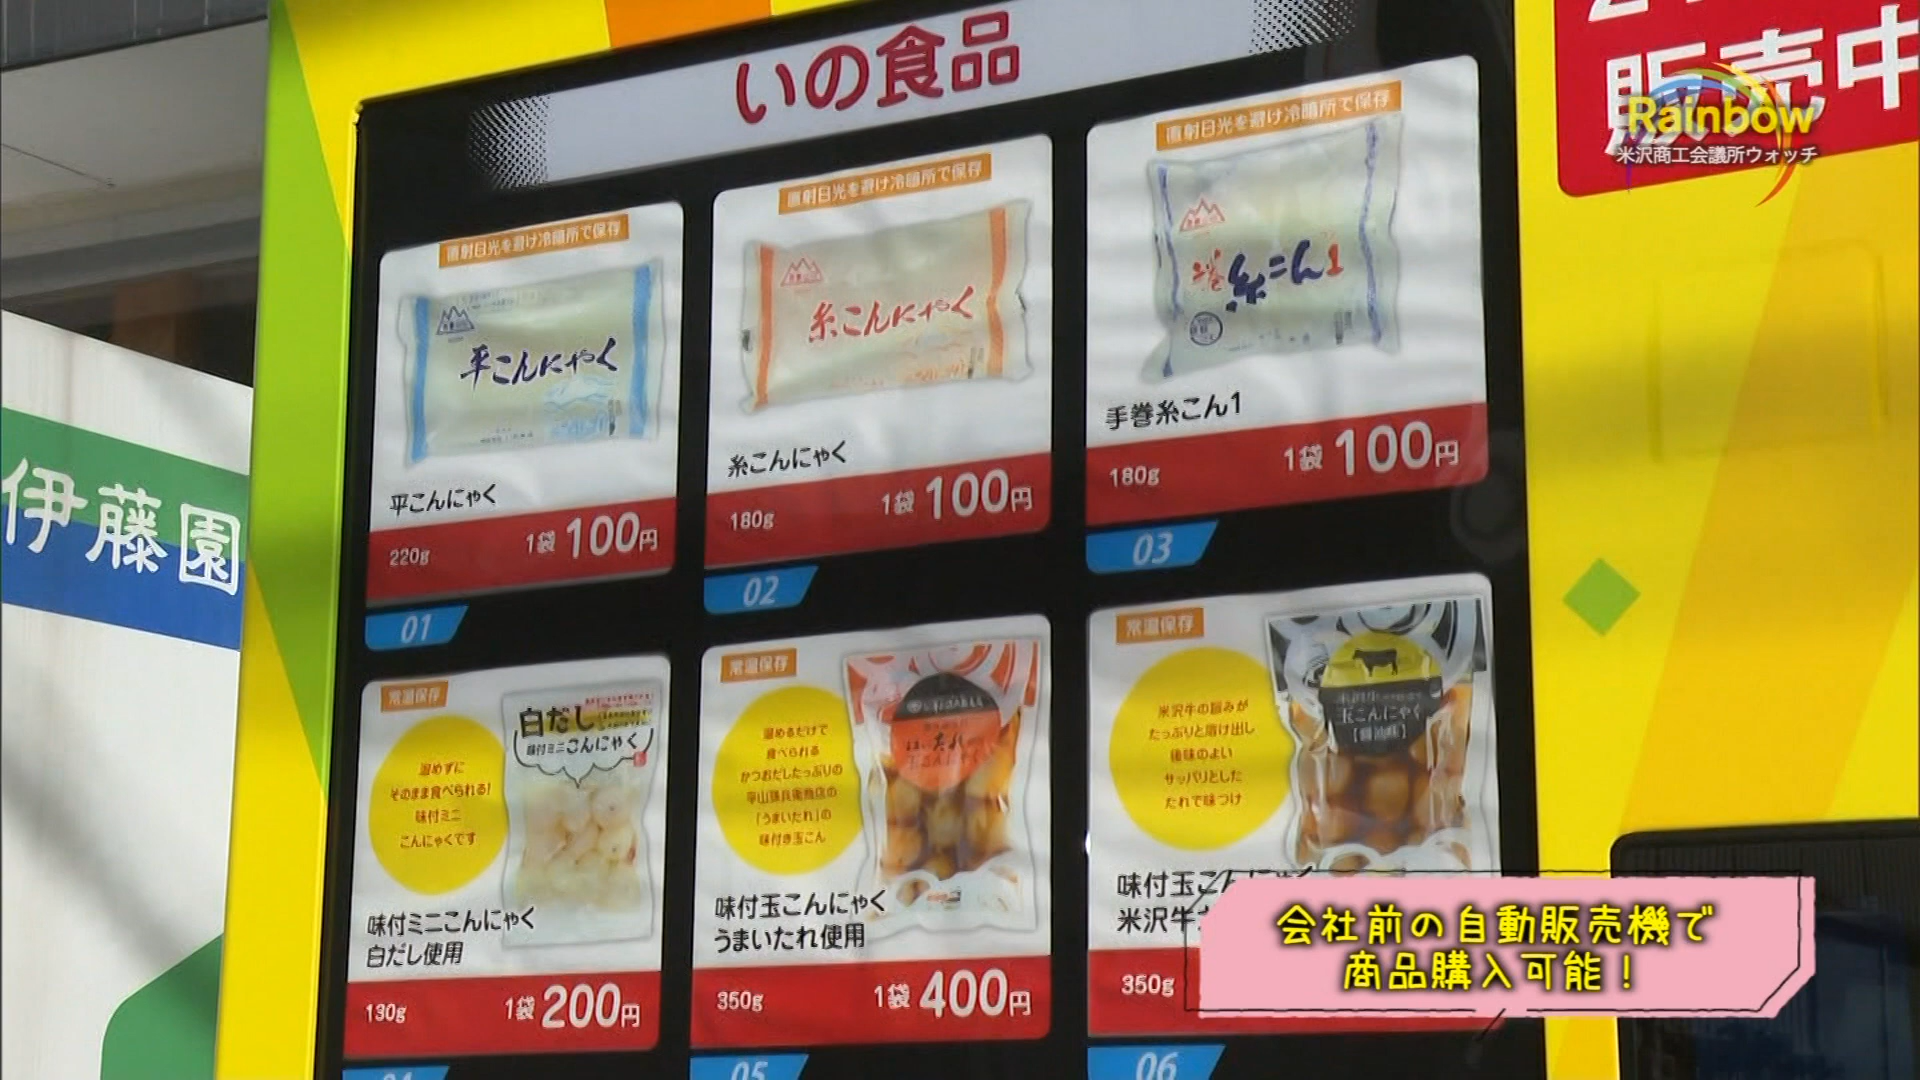 いの食品
販売中
Rainbow
米沢商工会議所ウォッチ
直射日光を避け冷暗所で保存
平こんにゃく
平こんにゃく
220g
1袋 100円
01
直射日光を避け冷暗所で保存
糸こんにゃく
糸こんにゃく
180g
1袋 100円
02
直射日光を避け冷暗所で保存
手巻糸こん1
180g
1袋 100円
03
伊藤園
常温保存
温めずに
そのまま食べられる!
味付ミニ
こんにゃくです
白だし
味付ミニこんにゃく
味付ミニこんにゃく
白だし使用
130g
1袋 200円
04
常温保存
温めるだけで
食べられる
かつおだしたっぷりの
平山孫兵衛商店の
「うまいたれ」の
味付き玉こん
味付玉こんにゃく
うまいたれ使用
350g
1袋 400円
05
常温保存
米沢牛の旨みが
たっぷりと溶け出し
後味のよい
サッパリとした
たれで味つけ
玉こんにゃく
【醤油味】
味付玉こんにゃく
米沢牛
350g
06
会社前の自動販売機で
商品購入可能！